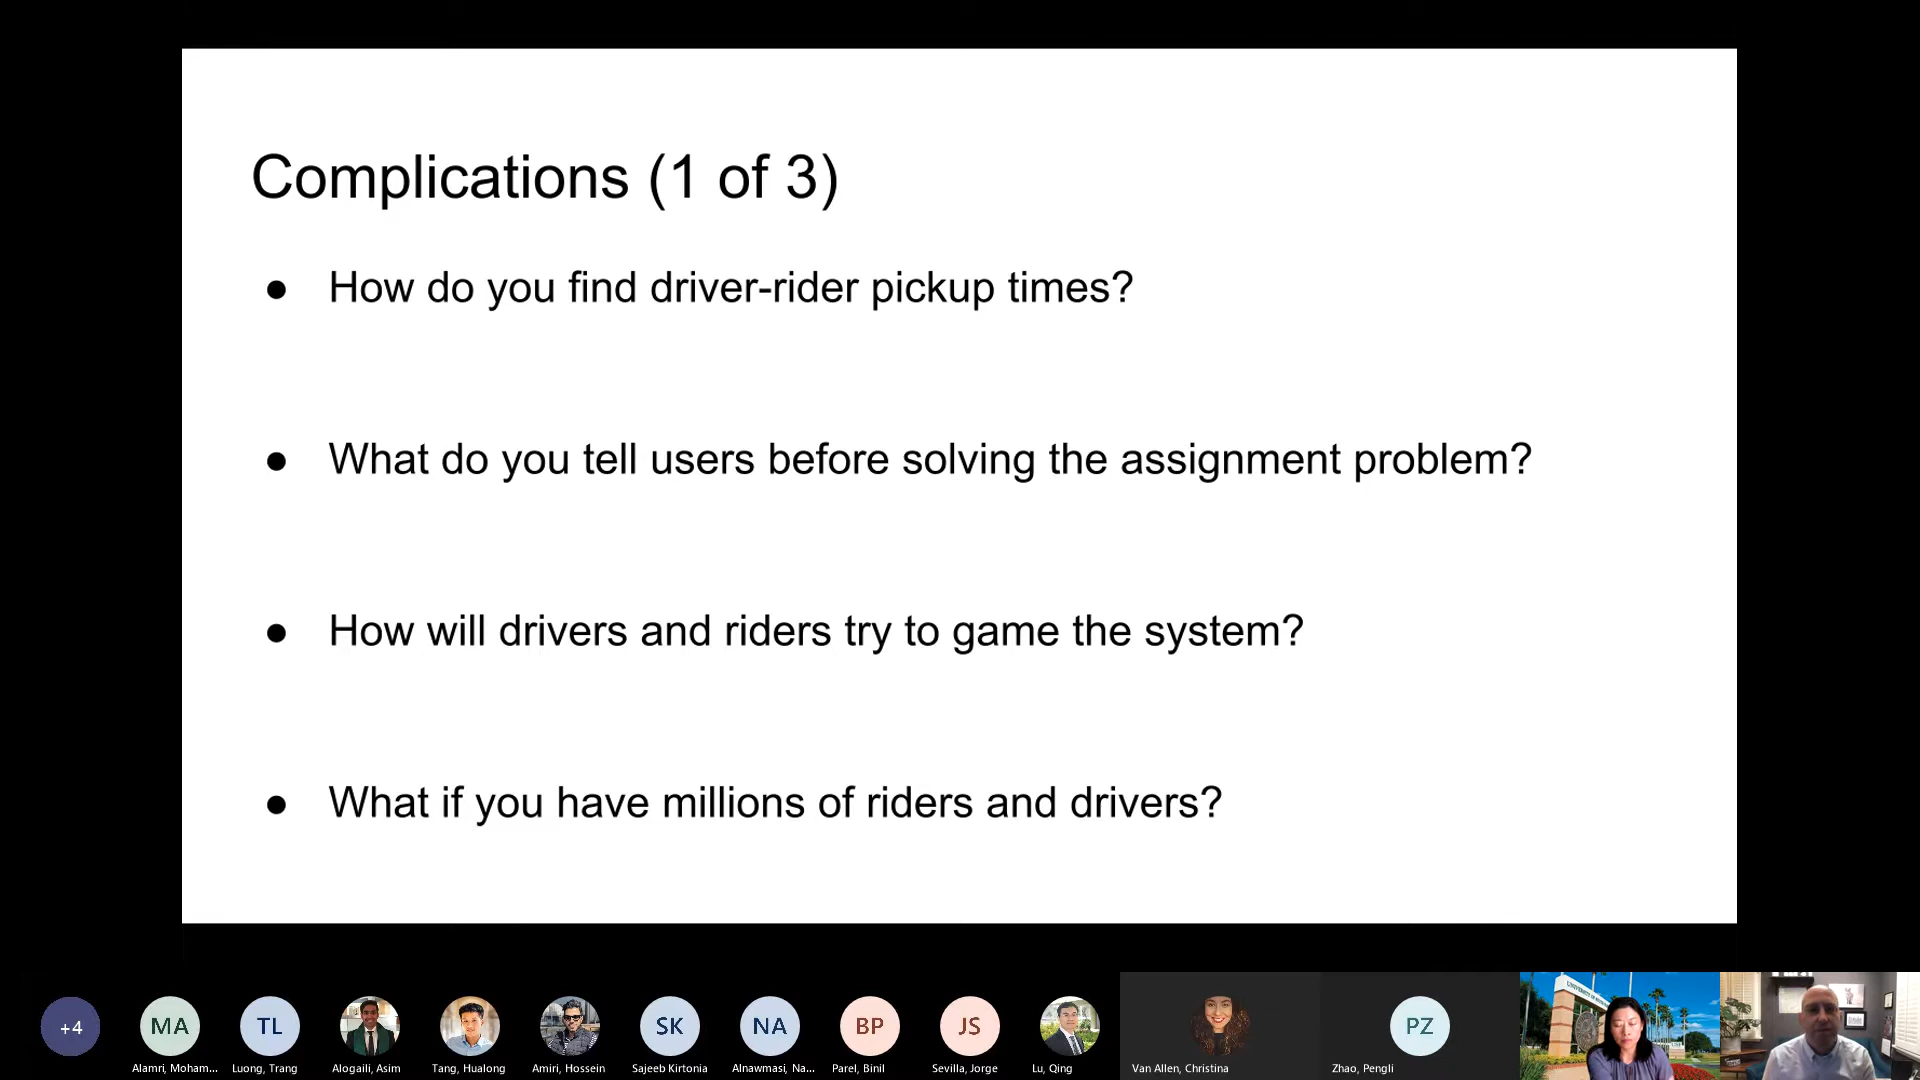 Complications (1 of 3)
● How do you find driver-rider pickup times?
● What do you tell users before solving the assignment problem?
● How will drivers and riders try to game the system?
● What if you have millions of riders and drivers?
+4
MA
TL
SK
NA
BP
JS
PZ
Alamri, Moham...
Luong, Trang
Alogaili, Asim
Tang, Hualong
Amiri, Hossein
Sajeeb Kirtonia
Alnawmasi, Na...
Parel, Binil
Sevilla, Jorge
Lu, Qing
Van Allen, Christina
Zhao, Pengli